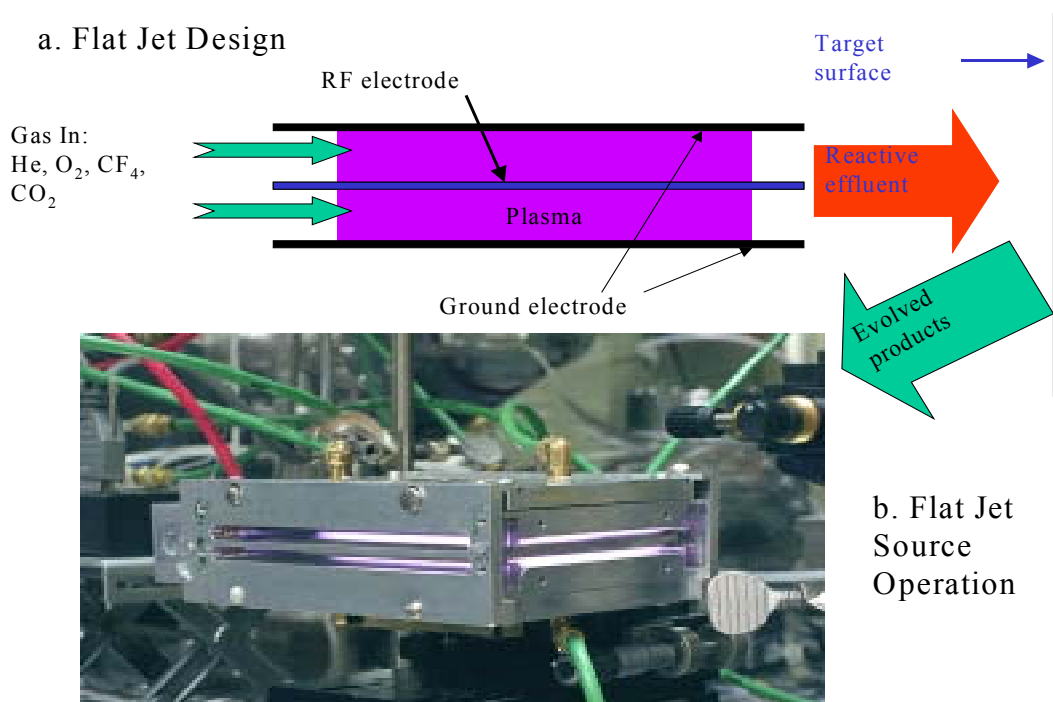 a. Flat Jet Design
Target
surface
RF electrode
Gas In:
He, O₂, CF₄,
CO₂
Reactive
effluent
Plasma
Ground electrode
Evolved
products
b. Flat Jet
Source
Operation